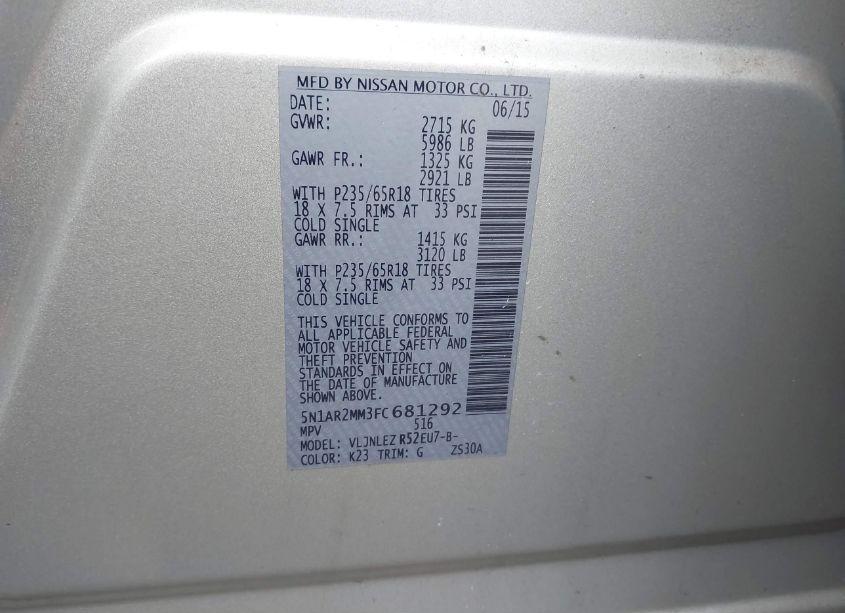 MFD BY NISSAN MOTOR CO., LTD.
DATE: 06/15
GVWR: 2715 KG
5986 LB
GAWR FR.: 1325 KG
2921 LB
WITH P235/65R18 TIRES
18 X 7.5 RIMS AT 33 PSI
COLD SINGLE
GAWR RR.: 1415 KG
3120 LB
WITH P235/65R18 TIRES
18 X 7.5 RIMS AT 33 PSI
COLD SINGLE
THIS VEHICLE CONFORMS TO
ALL APPLICABLE FEDERAL
MOTOR VEHICLE SAFETY AND
THEFT PREVENTION
STANDARDS IN EFFECT ON
THE DATE OF MANUFACTURE
SHOWN ABOVE.
5N1AR2MM3FC681292
MPV 516
MODEL: VLJNLEZ R52EU7-B-
COLOR: K23 TRIM: G ZS30A